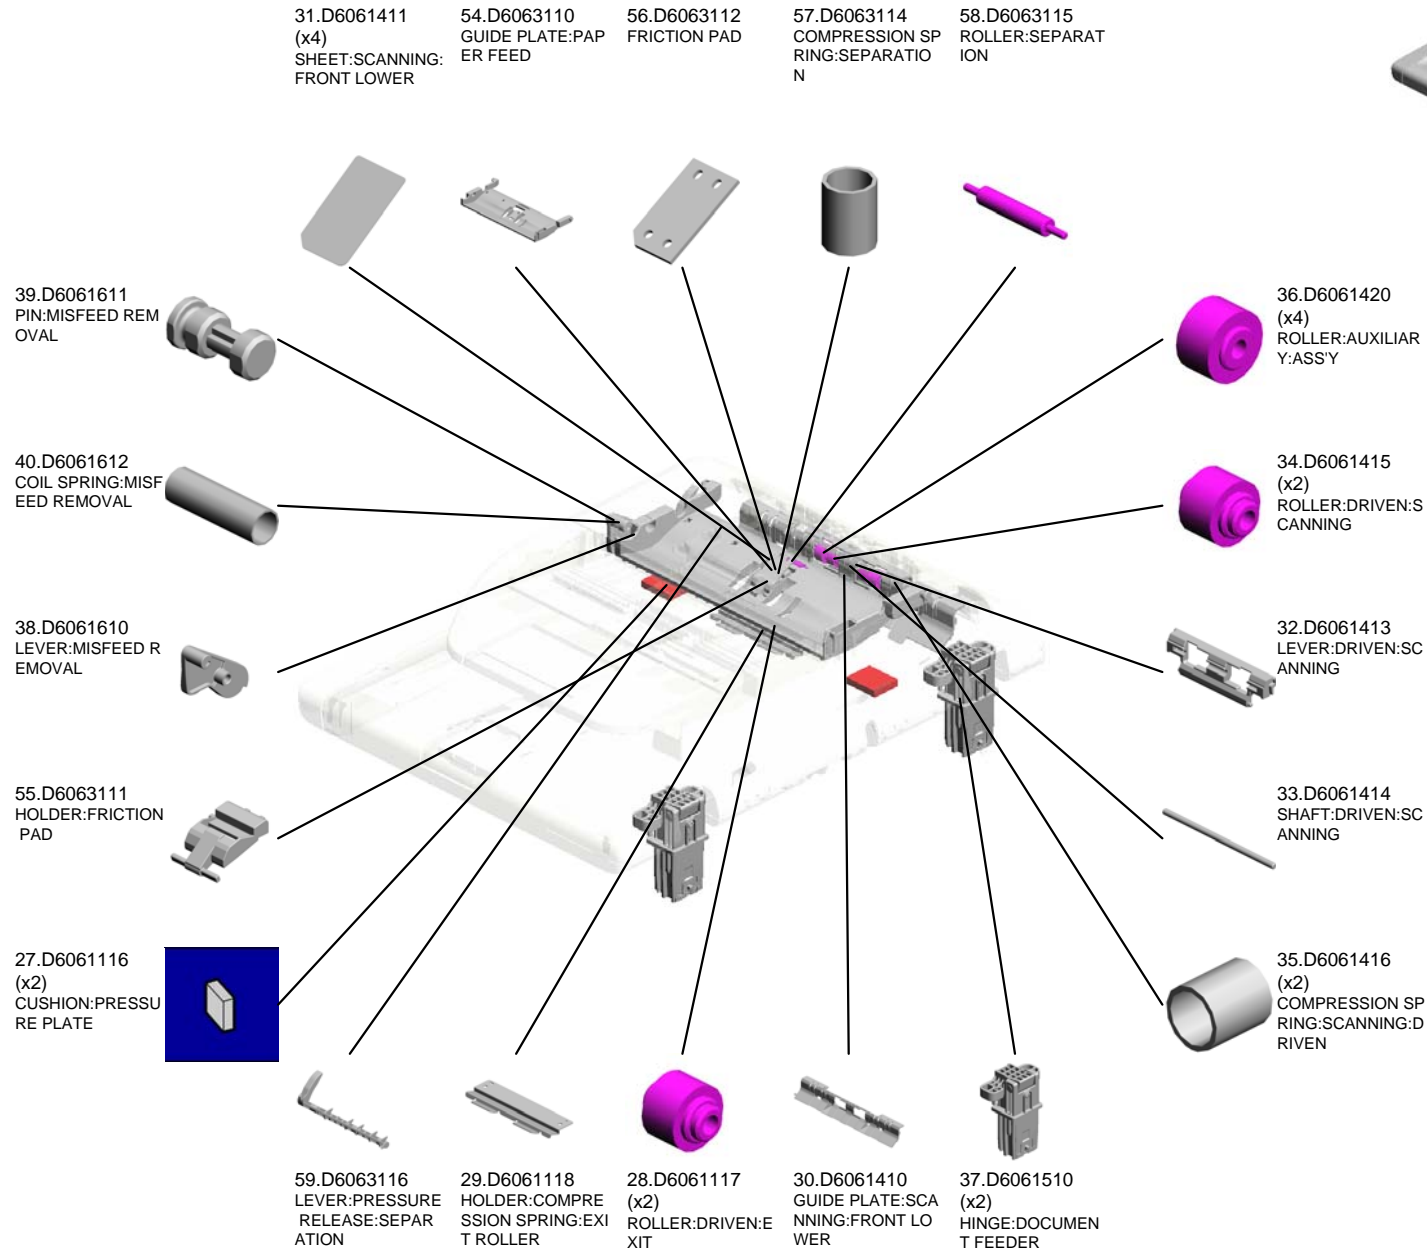 31.D6061411
(x4)
SHEET:SCANNING:
FRONT LOWER
54.D6063110
GUIDE PLATE:PAP
ER FEED
56.D6063112
FRICTION PAD
57.D6063114
COMPRESSION SP
RING:SEPARATIO
N
58.D6063115
ROLLER:SEPARAT
ION
39.D6061611
PIN:MISFEED REM
OVAL
36.D6061420
(x4)
ROLLER:AUXILIAR
Y:ASS'Y
40.D6061612
COIL SPRING:MISF
EED REMOVAL
34.D6061415
(x2)
ROLLER:DRIVEN:S
CANNING
38.D6061610
LEVER:MISFEED R
EMOVAL
32.D6061413
LEVER:DRIVEN:SC
ANNING
55.D6063111
HOLDER:FRICTION
PAD
33.D6061414
SHAFT:DRIVEN:SC
ANNING
27.D6061116
(x2)
CUSHION:PRESSU
RE PLATE
35.D6061416
(x2)
COMPRESSION SP
RING:SCANNING:D
RIVEN
59.D6063116
LEVER:PRESSURE
RELEASE:SEPAR
ATION
29.D6061118
HOLDER:COMPRE
SSION SPRING:EXI
T ROLLER
28.D6061117
(x2)
ROLLER:DRIVEN:E
XIT
30.D6061410
GUIDE PLATE:SCA
NNING:FRONT LO
WER
37.D6061510
(x2)
HINGE:DOCUMEN
T FEEDER